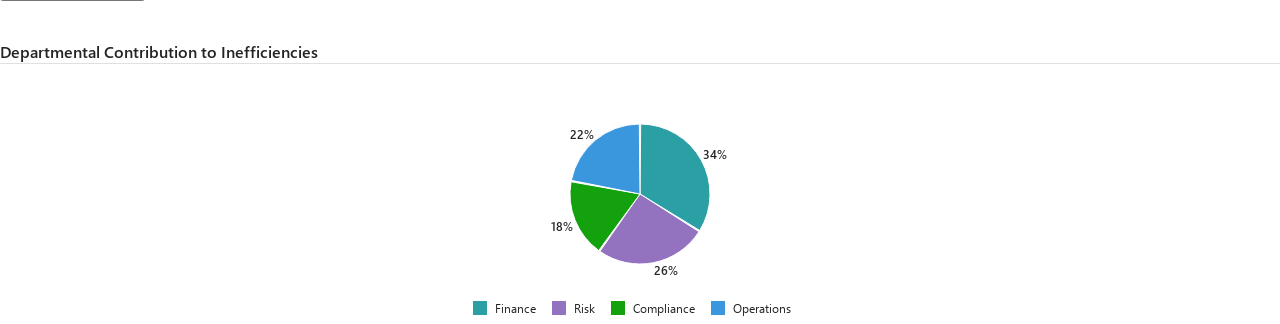 Departmental Contribution to Inefficiencies
22%
34%
18%
26%
Finance Risk Compliance Operations